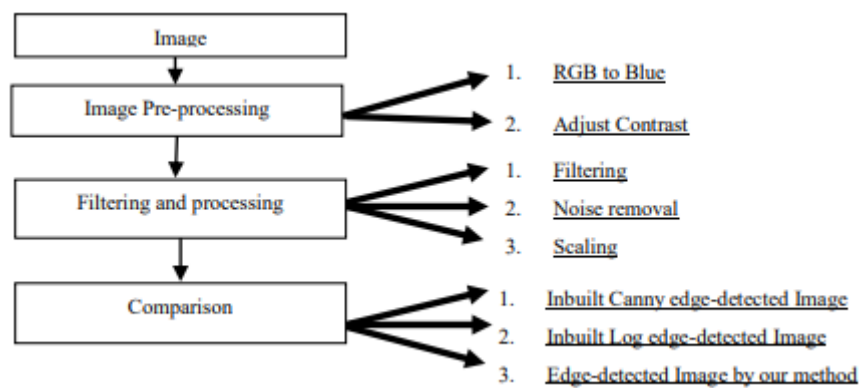 Image
Image Pre-processing
1. RGB to Blue
2. Adjust Contrast
Filtering and processing
1. Filtering
2. Noise removal
3. Scaling
Comparison
1. Inbuilt Canny edge-detected Image
2. Inbuilt Log edge-detected Image
3. Edge-detected Image by our method